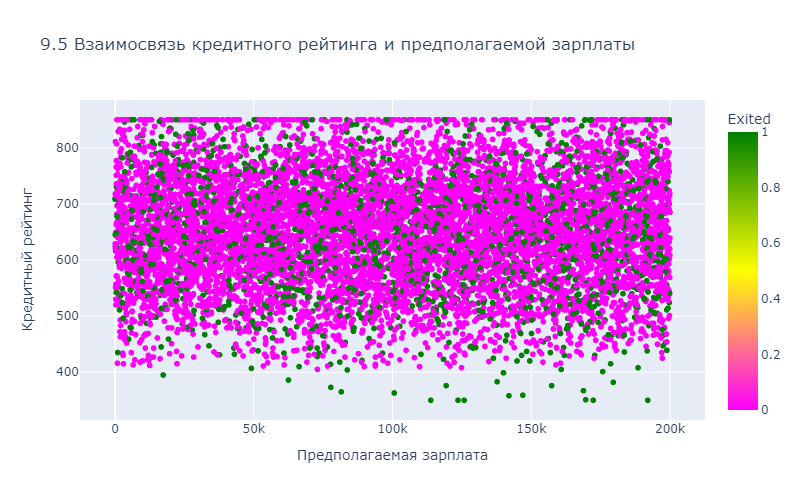 9.5 Взаимосвязь кредитного рейтинга и предполагаемой зарплаты
Exited
1
0.8
0.6
0.4
0.2
0
Кредитный рейтинг
800
700
600
500
400
0
50k
100k
150k
200k
Предполагаемая зарплата